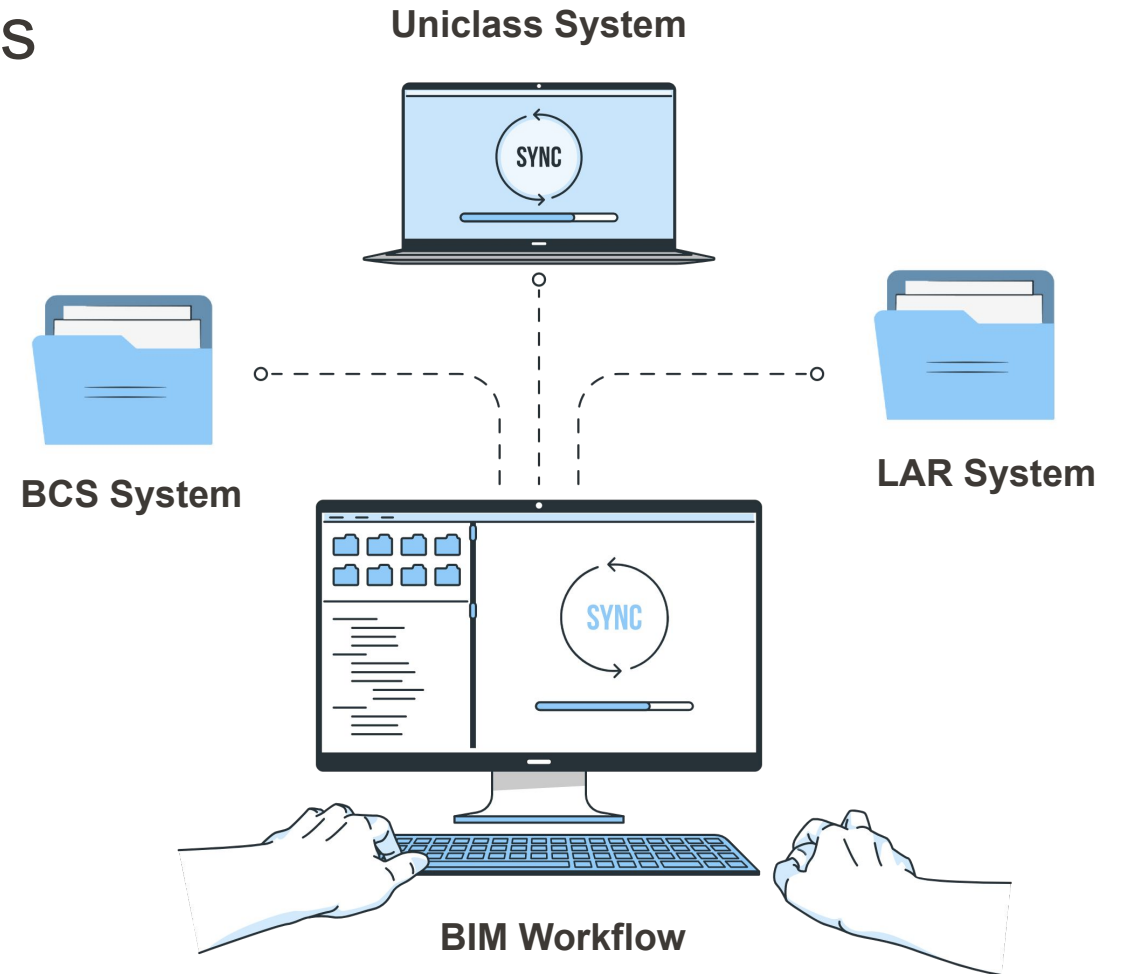 s
Uniclass System
SYNC
BCS System
LAR System
SYNC
BIM Workflow